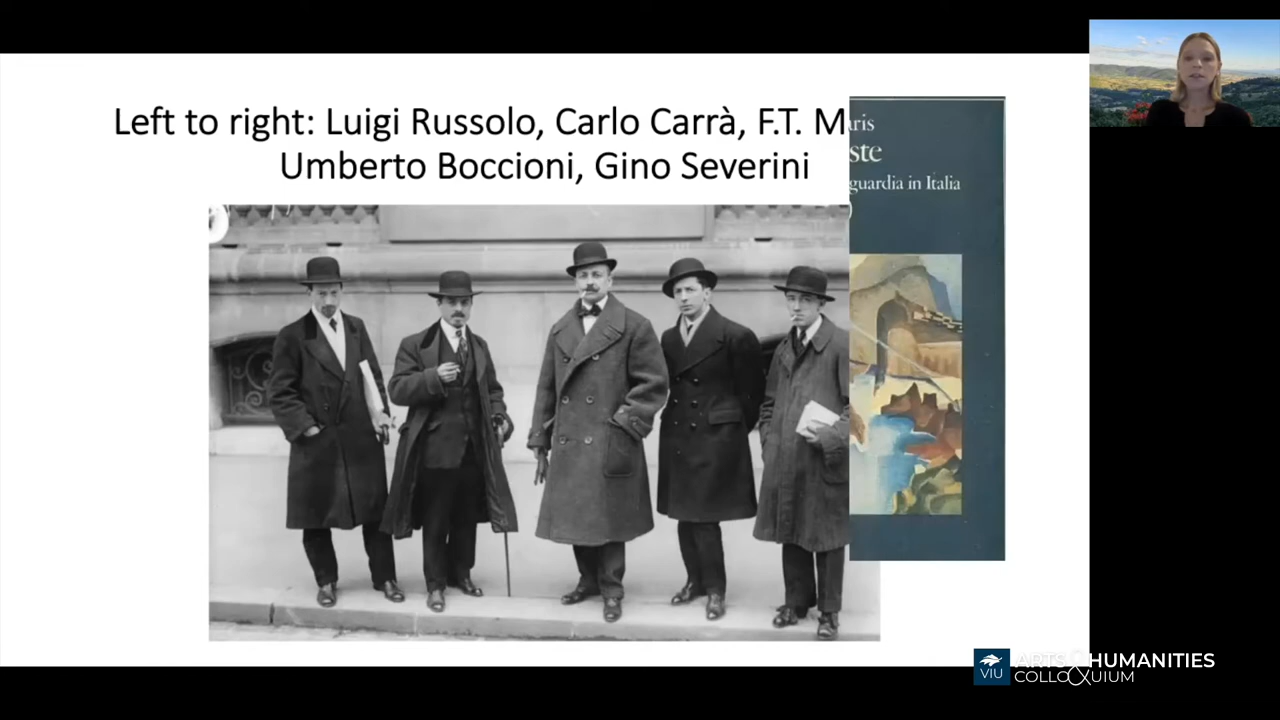 Left to right: Luigi Russolo, Carlo Carrà, F.T. M
Umberto Boccioni, Gino Severini
aris
ste
guardia in Italia
)
VIU
ARTS & HUMANITIES
COLLOQUIUM